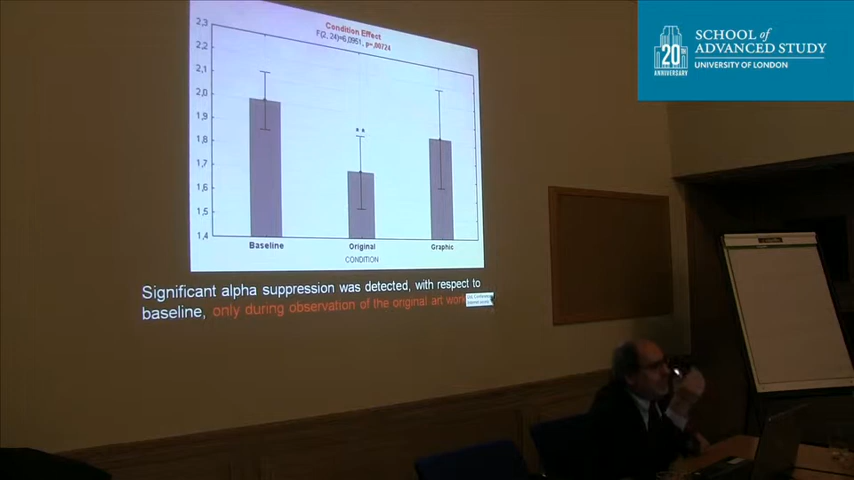 SCHOOL of
ADVANCED STUDY
UNIVERSITY OF LONDON
20TH
ANNIVERSARY
Condition Effect
F(2, 24)=6,0951, p=,00724
2,3
2,2
2,1
2,0
1,9
1,8
1,7
1,6
1,5
1,4
**
Baseline
Original
Graphic
CONDITION
Significant alpha suppression was detected, with respect to
baseline, only during observation of the original art